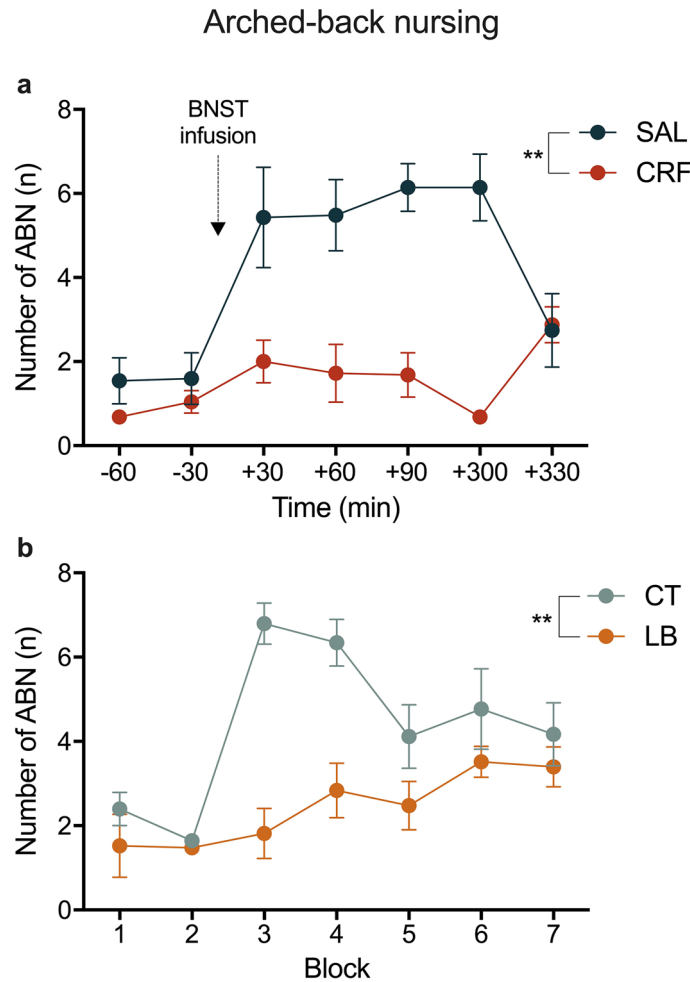 Arched-back nursing
a
BNST
infusion
SAL
**
CRF
Number of ABN (n)
8
6
4
2
0
-60 -30 +30 +60 +90 +300 +330
Time (min)
b
CT
**
LB
Number of ABN (n)
8
6
4
2
0
1 2 3 4 5 6 7
Block